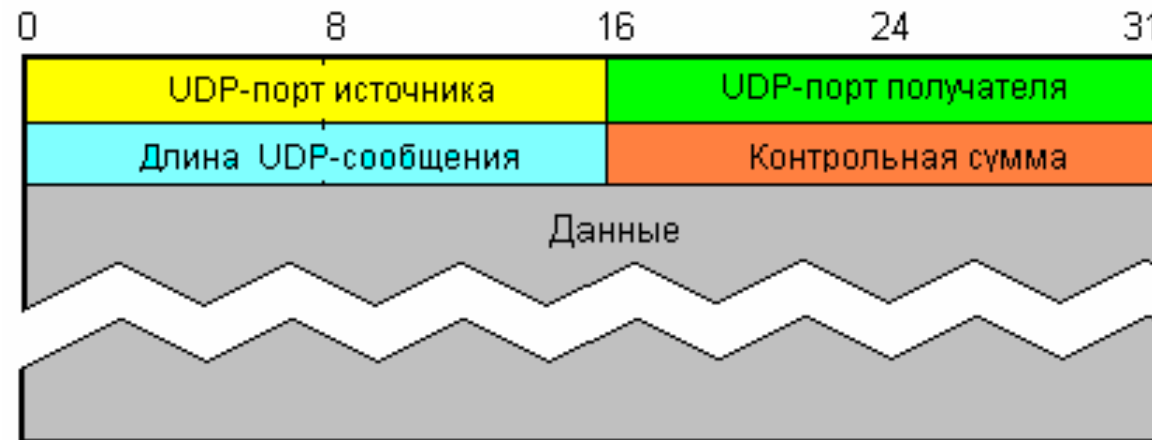 0 8 16 24 31
UDP-порт источника UDP-порт получателя
Длина UDP-сообщения Контрольная сумма
Данные